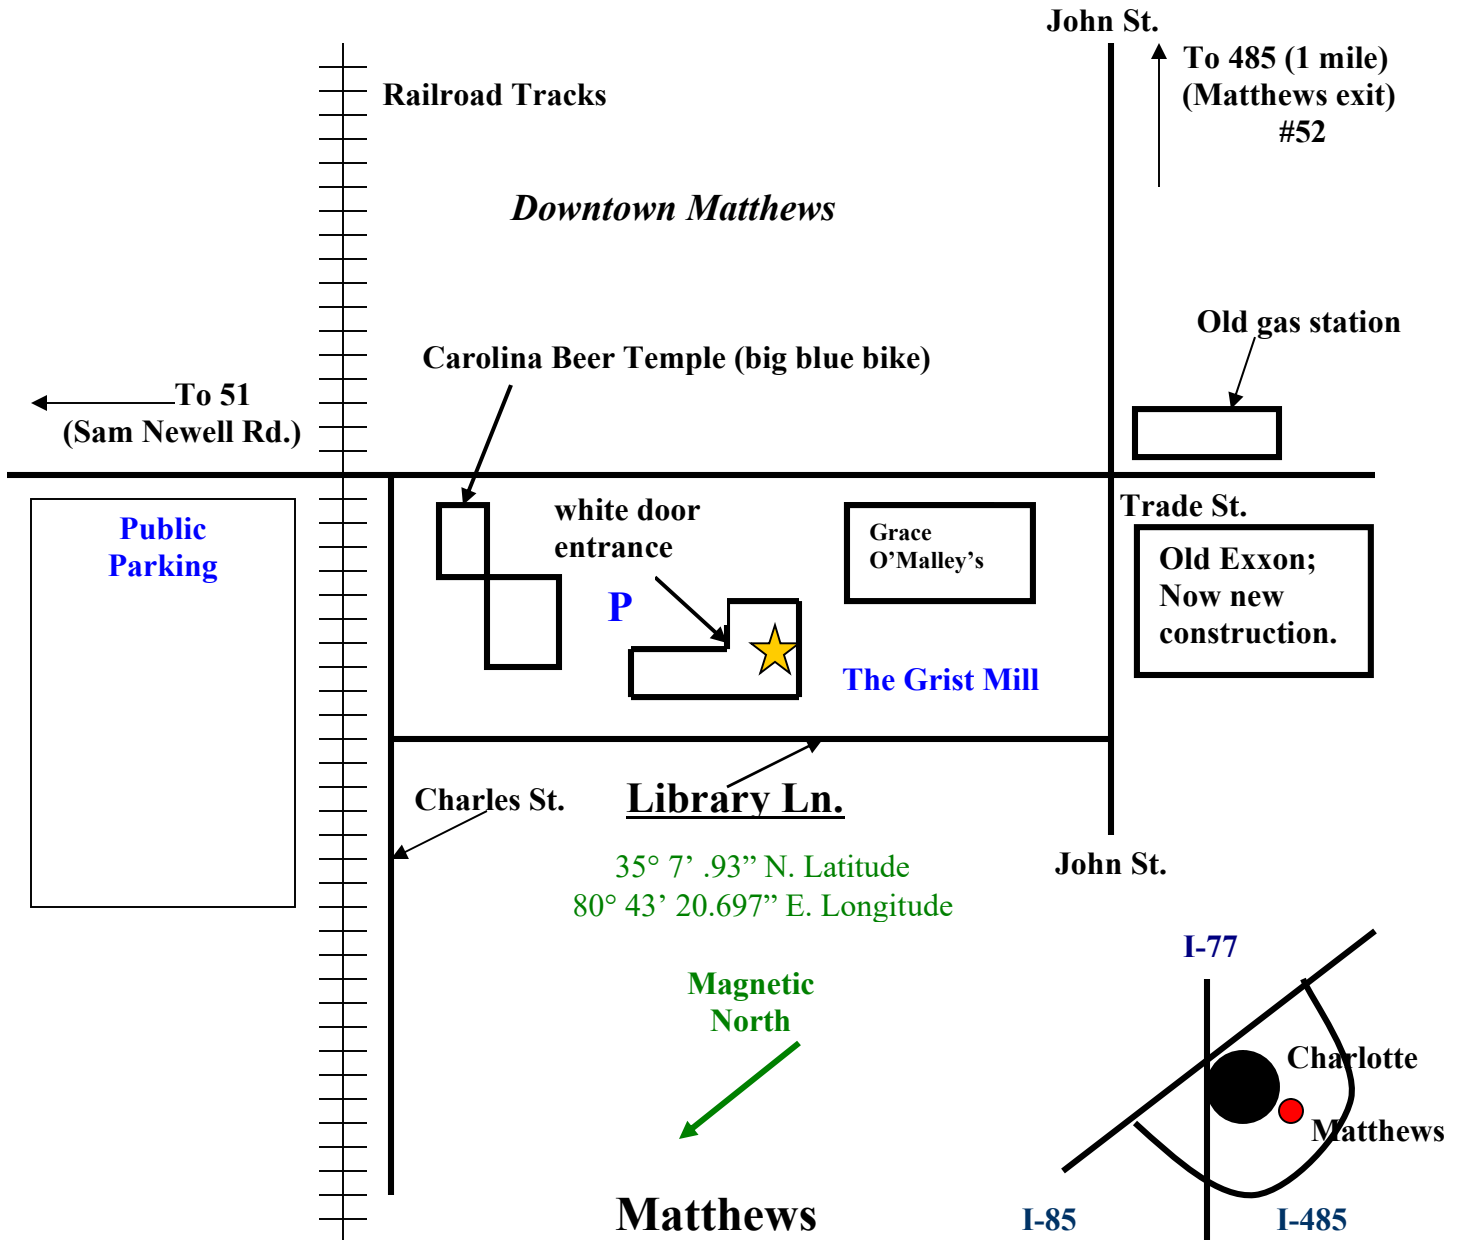 John St.
To 485 (1 mile)
(Matthews exit)
#52
Railroad Tracks
Downtown Matthews
Old gas station
Carolina Beer Temple (big blue bike)
To 51
(Sam Newell Rd.)
Trade St.
Public
Parking
white door
entrance
P
Grace
O’Malley’s
Old Exxon;
Now new
construction.
The Grist Mill
Charles St.
Library Ln.
John St.
35° 7’ .93” N. Latitude
80° 43’ 20.697” E. Longitude
Magnetic
North
I-77
Charlotte
Matthews
Matthews
I-85
I-485